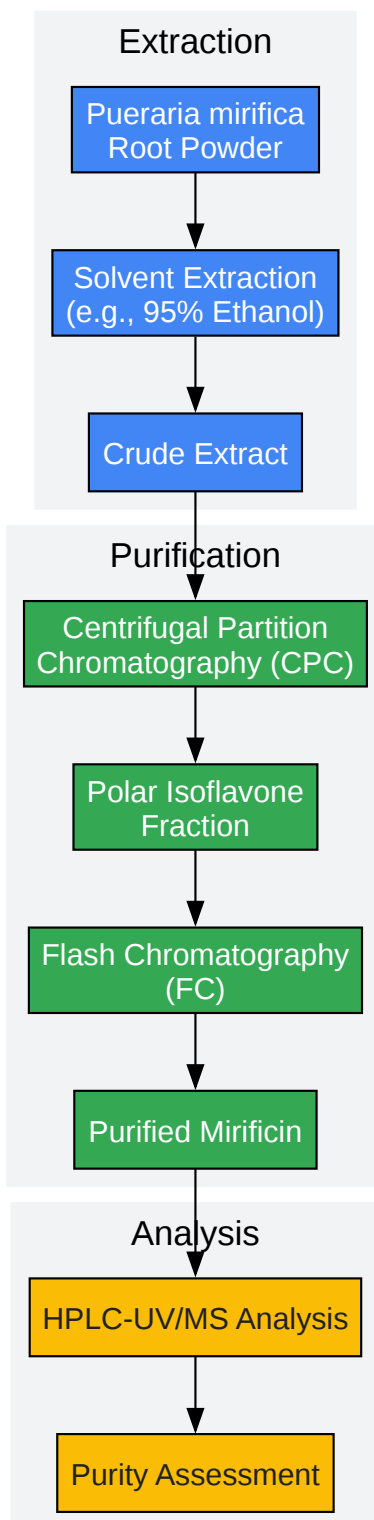 Extraction
Pueraria mirifica
Root Powder
Solvent Extraction
(e.g., 95% Ethanol)
Crude Extract
Purification
Centrifugal Partition
Chromatography (CPC)
Polar Isoflavone
Fraction
Flash Chromatography
(FC)
Purified Mirificin
Analysis
HPLC-UV/MS Analysis
Purity Assessment